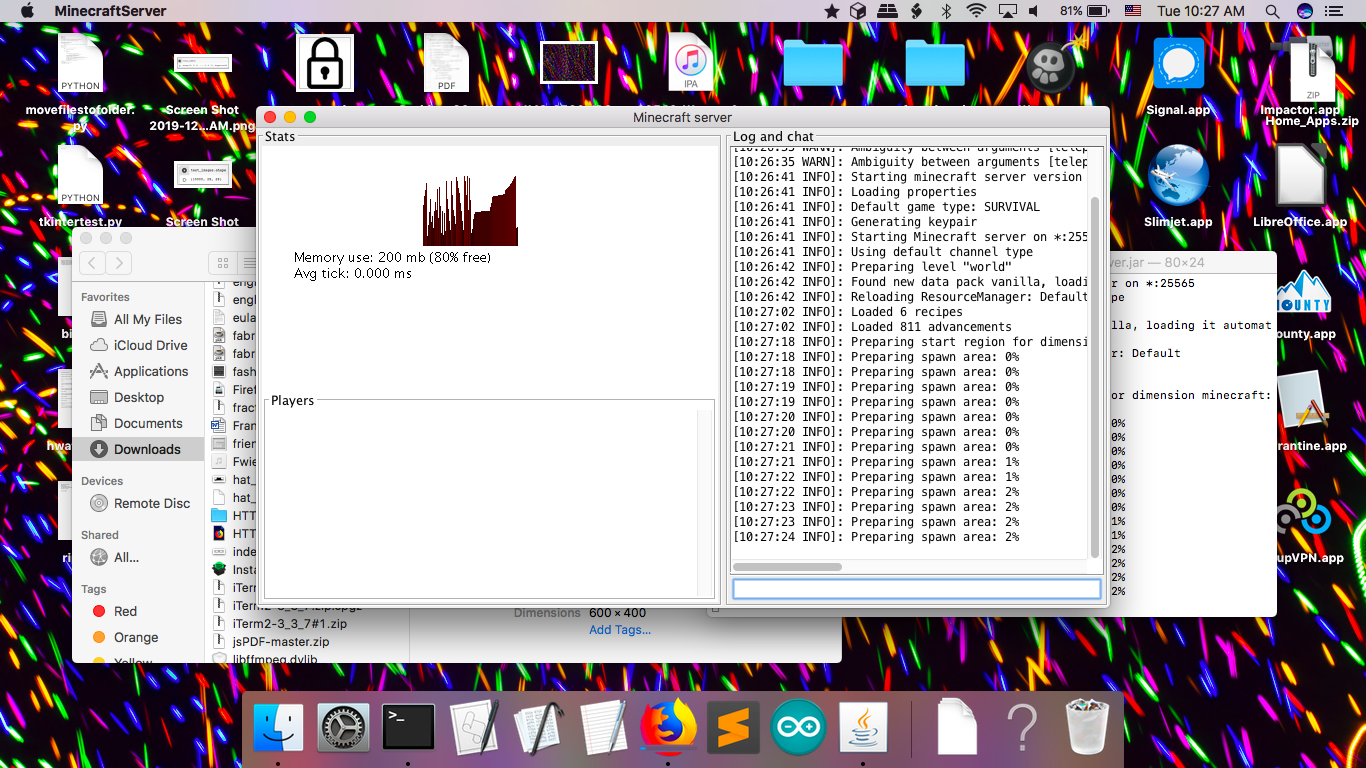 MinecraftServer
81%
Tue 10:27 AM
PYTHON
PDF
IPA
ZIP
movefilestofolder.
py
Screen Shot
2019-12...AM.png
Signal.app
Impactor.app
Home_Apps.zip
PYTHON
tkintertest.py
Screen Shot
Slimjet.app
LibreOffice.app
Minecraft server
Stats
Memory use: 200 mb (80% free)
Avg tick: 0.000 ms
Players
Log and chat
[10:26:35 WARN]: Ambiguity between arguments [telep
[10:26:35 WARN]: Ambiguity between arguments [telep
[10:26:41 INFO]: Starting minecraft server version
[10:26:41 INFO]: Loading properties
[10:26:41 INFO]: Default game type: SURVIVAL
[10:26:41 INFO]: Generating keypair
[10:26:41 INFO]: Starting Minecraft server on *:255
[10:26:41 INFO]: Using default channel type
[10:26:42 INFO]: Preparing level "world"
[10:26:42 INFO]: Found new data pack vanilla, loadi
[10:26:42 INFO]: Reloading ResourceManager: Default
[10:27:02 INFO]: Loaded 6 recipes
[10:27:02 INFO]: Loaded 811 advancements
[10:27:18 INFO]: Preparing start region for dimensi
[10:27:18 INFO]: Preparing spawn area: 0%
[10:27:18 INFO]: Preparing spawn area: 0%
[10:27:19 INFO]: Preparing spawn area: 0%
[10:27:19 INFO]: Preparing spawn area: 0%
[10:27:20 INFO]: Preparing spawn area: 0%
[10:27:20 INFO]: Preparing spawn area: 0%
[10:27:21 INFO]: Preparing spawn area: 0%
[10:27:21 INFO]: Preparing spawn area: 1%
[10:27:22 INFO]: Preparing spawn area: 1%
[10:27:22 INFO]: Preparing spawn area: 2%
[10:27:23 INFO]: Preparing spawn area: 2%
[10:27:23 INFO]: Preparing spawn area: 2%
[10:27:24 INFO]: Preparing spawn area: 2%
Favorites
All My Files
iCloud Drive
Applications
Desktop
Documents
Downloads
Devices
Remote Disc
Shared
All...
Tags
Red
Orange
Yellow
engl
eula
fabr
fabr
fash
Firef
fract
Fran
frien
Fwie
hat_
hat_
HTT
HTT
inde
Insta
iTerm2-3_3_7#1.zip
jsPDF-master.zip
libffmpeg.dylib
Dimensions 600 × 400
Add Tags...
ver.jar — 80×24
r on *:25565
pe
lla, loading it automat
r: Default
or dimension minecraft:
0%
0%
0%
0%
0%
0%
0%
1%
1%
2%
2%
2%
2%
ounty.app
rantine.app
upVPN.app